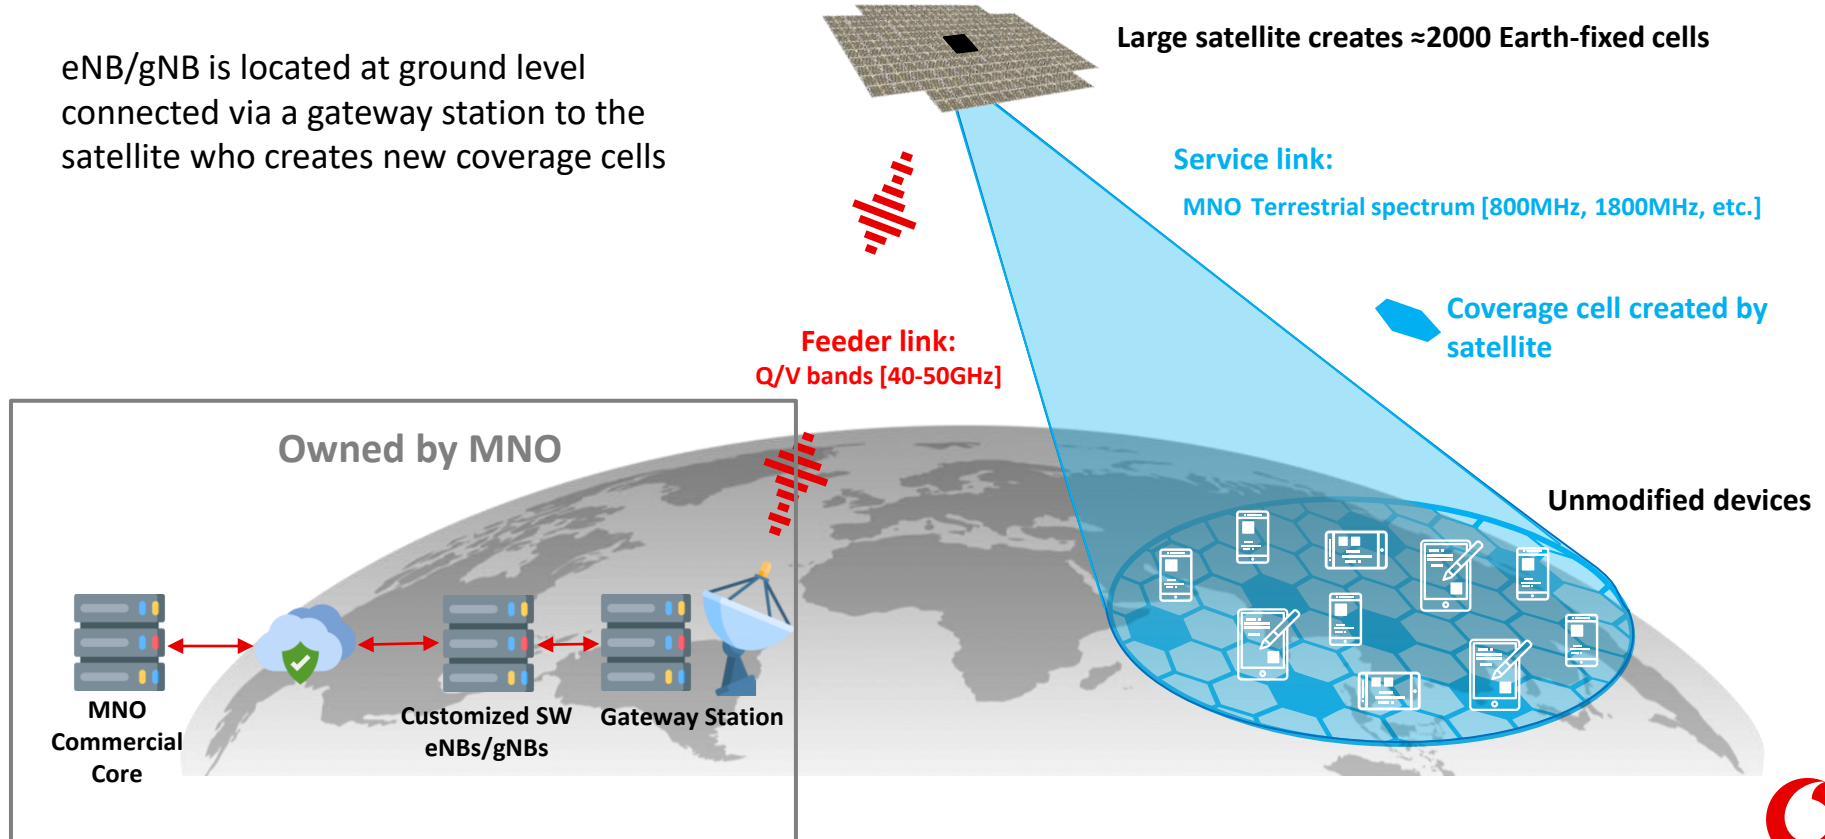 eNB/gNB is located at ground level
connected via a gateway station to the
satellite who creates new coverage cells
Large satellite creates ≈2000 Earth-fixed cells
Service link:
MNO Terrestrial spectrum [800MHz, 1800MHz, etc.]
Coverage cell created by
satellite
Feeder link:
Q/V bands [40-50GHz]
Owned by MNO
Unmodified devices
MNO
Commercial
Core
Customized SW
eNBs/gNBs
Gateway Station